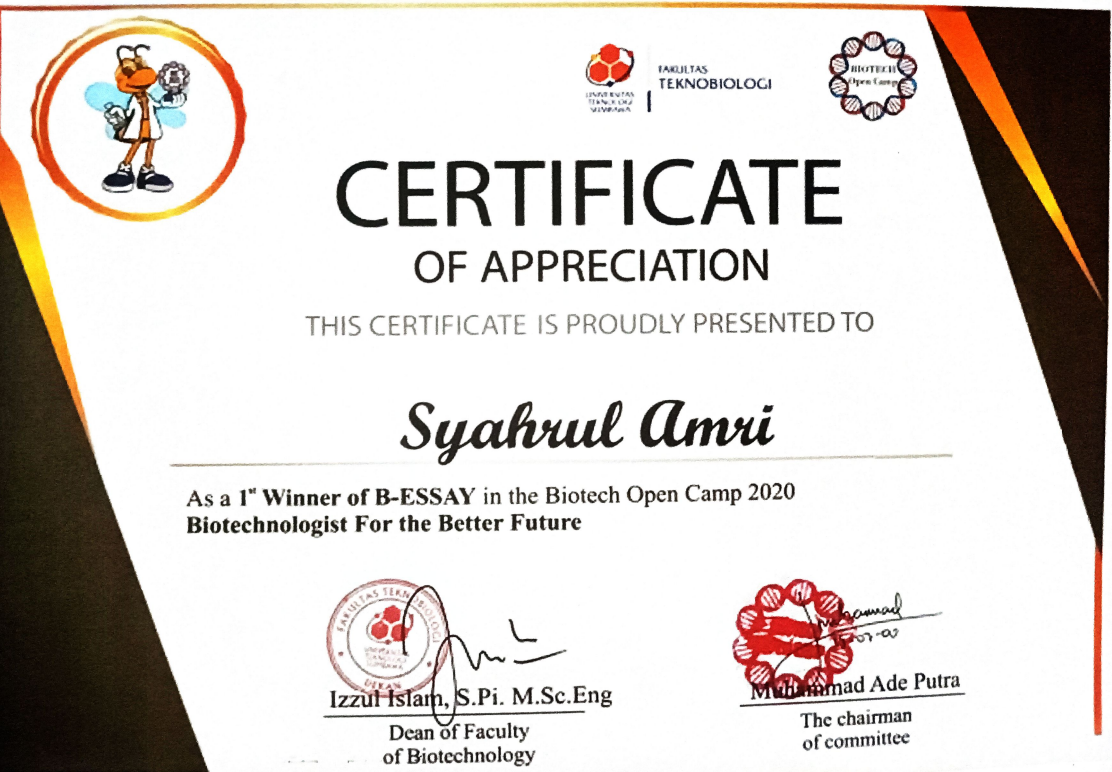 UNIVERSITAS
TEKNOLOGI
SUMBAWA
FAKULTAS
TEKNOBIOLOGI
BIOTECH
Open Camp
CERTIFICATE
OF APPRECIATION
THIS CERTIFICATE IS PROUDLY PRESENTED TO
Syahrul Amri
As a 1st Winner of B-ESSAY in the Biotech Open Camp 2020
Biotechnologist For the Better Future
FAKULTAS TEKNOBIOLOGI
UNIVERSITAS
TEKNOLOGI
SUMBAWA
DEKAN
Muhammad
Izzul Islam, S.Pi. M.Sc.Eng
Muhammad Ade Putra
Dean of Faculty
of Biotechnology
The chairman
of committee